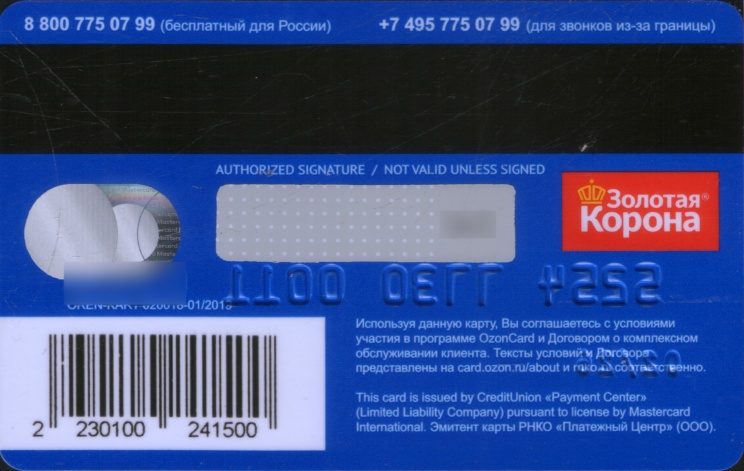 8 800 775 07 99 (бесплатный для России) +7 495 775 07 99 (для звонков из-за границы)
AUTHORIZED SIGNATURE / NOT VALID UNLESS SIGNED
Золотая®
Корона
Используя данную карту, Вы соглашаетесь с условиями
участия в программе OzonCard и Договором о комплексном
обслуживании клиента. Тексты условий и Договора
представлены на card.ozon.ru/about и соответственно.
This card is issued by CreditUnion «Payment Center»
(Limited Liability Company) pursuant to license by Mastercard
International. Эмитент карты РНКО «Платежный Центр» (ООО).
2 230100 241500